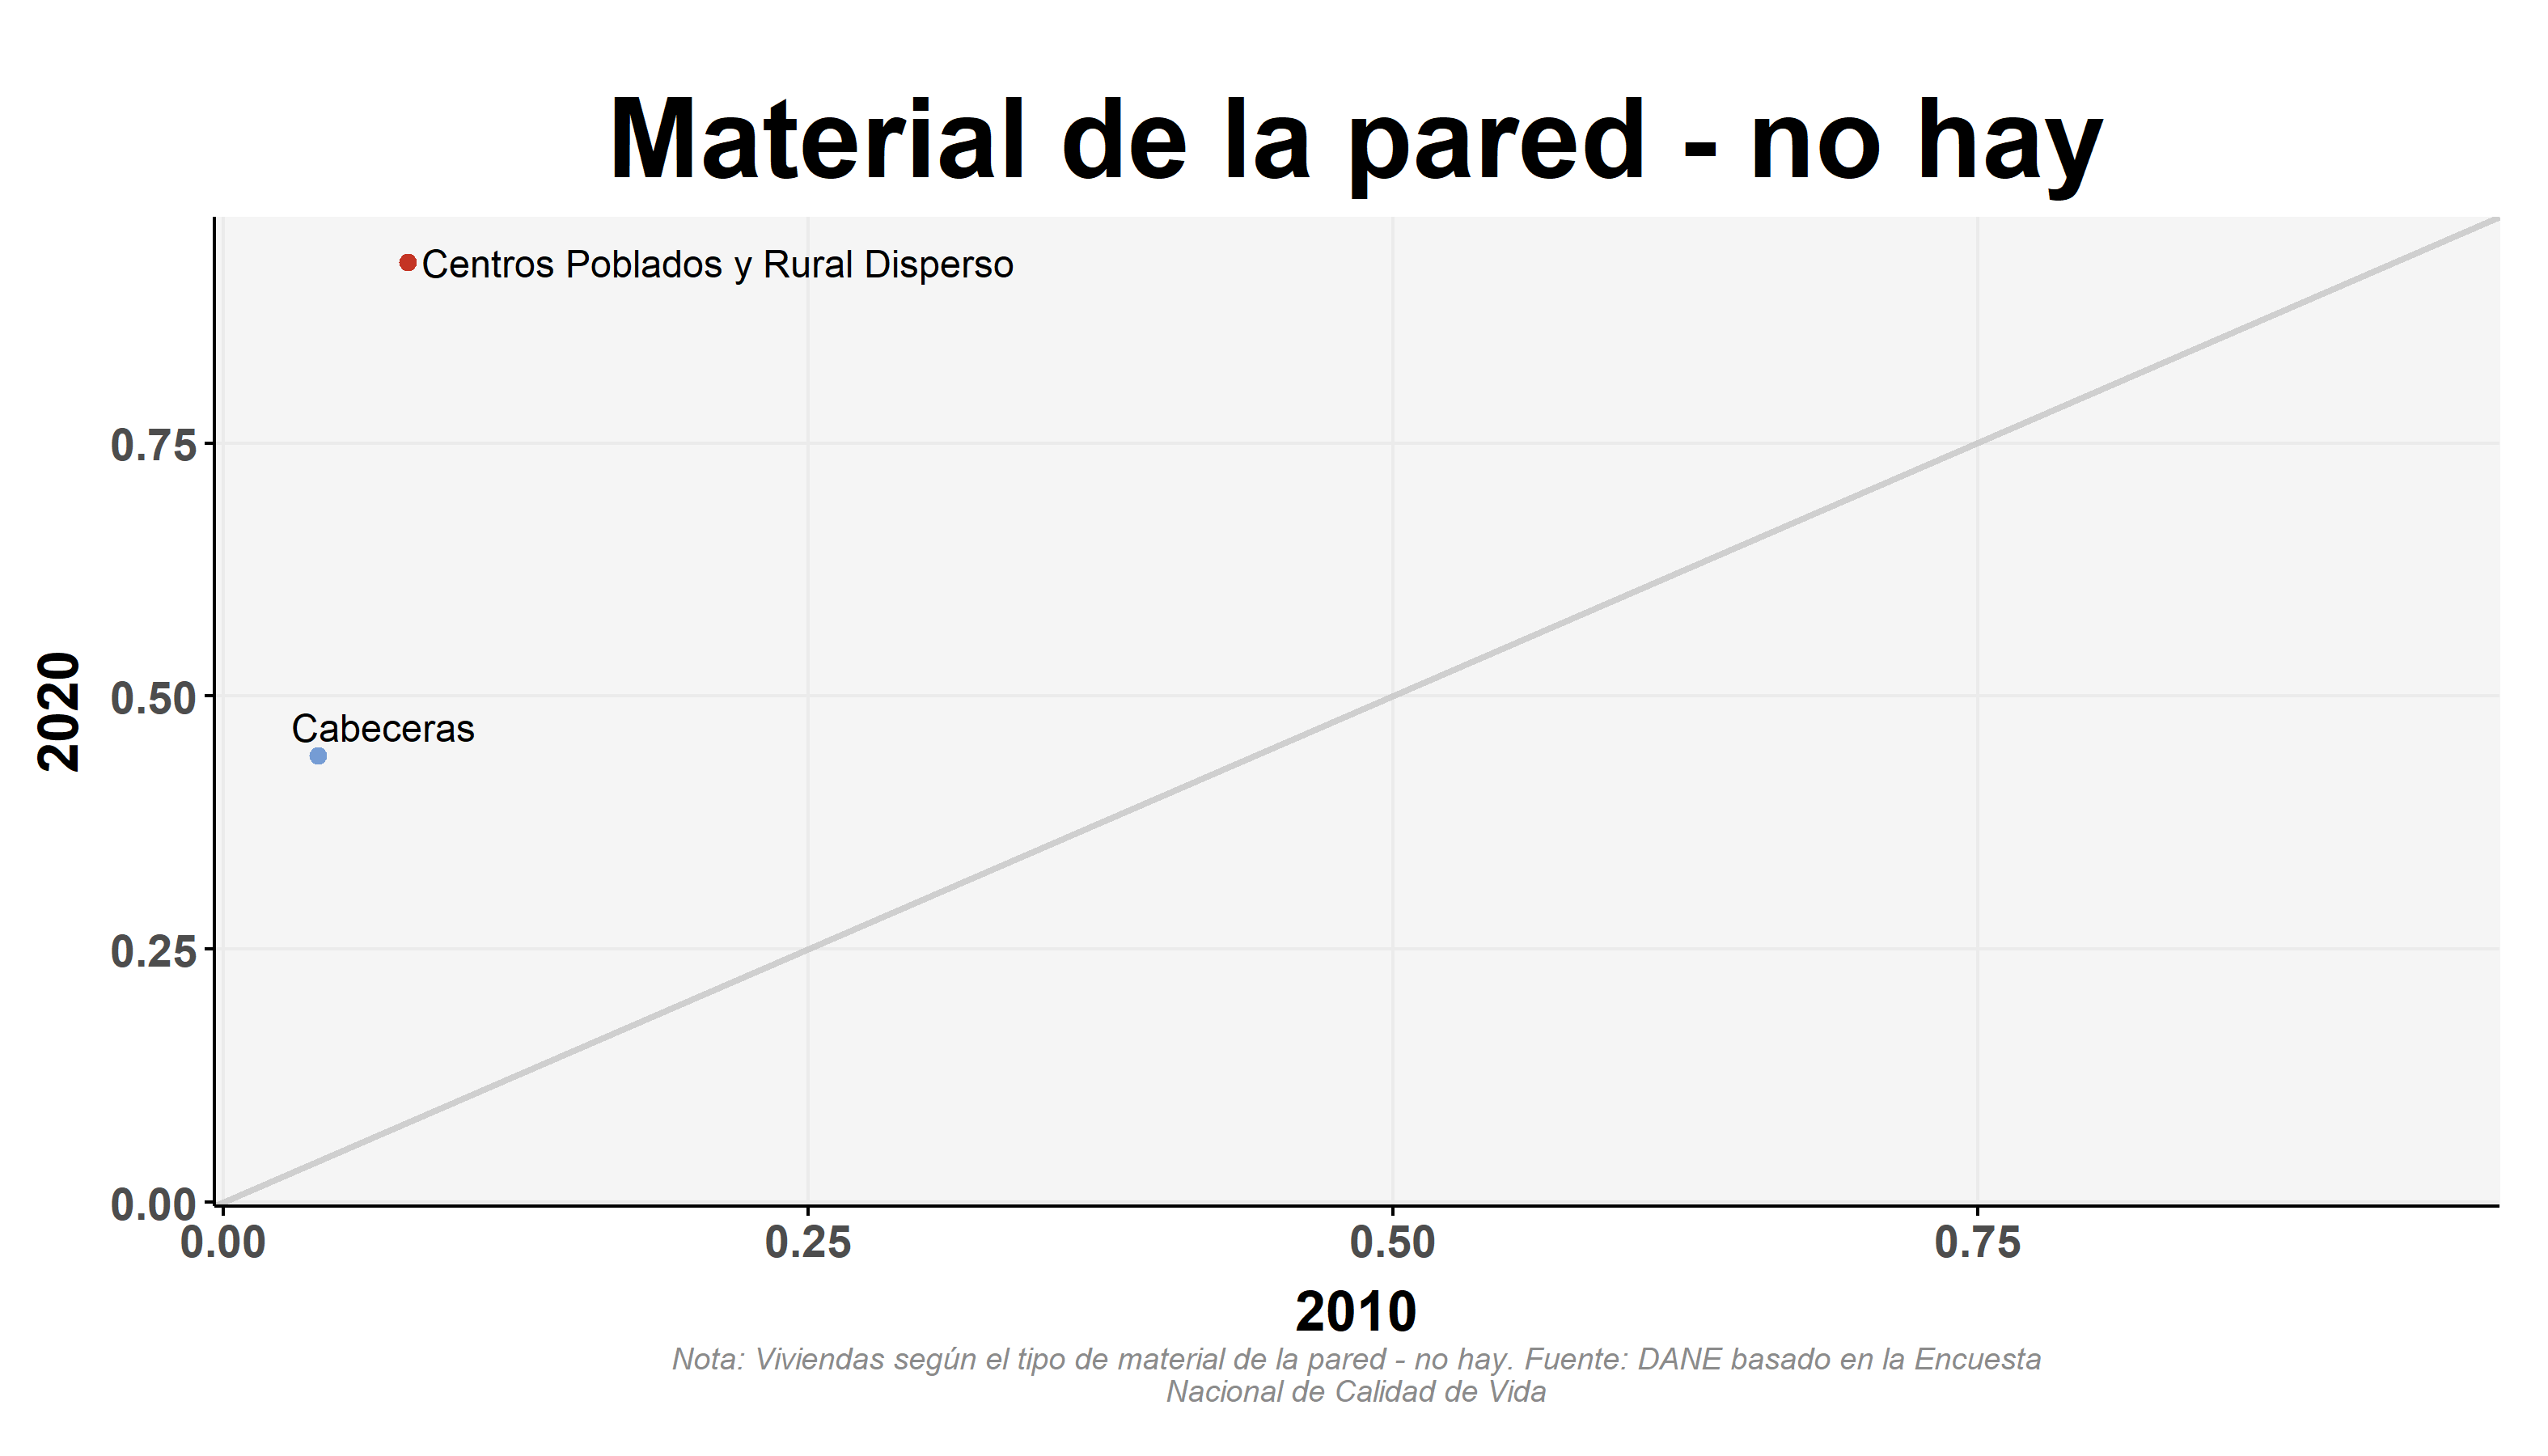 Material de la pared - no hay
Centros Poblados y Rural Disperso
0.75
0.50
Cabeceras
2020
0.25
0.00
0.00 0.25 0.50 0.75
2010
Nota: Viviendas según el tipo de material de la pared - no hay. Fuente: DANE basado en la Encuesta
Nacional de Calidad de Vida